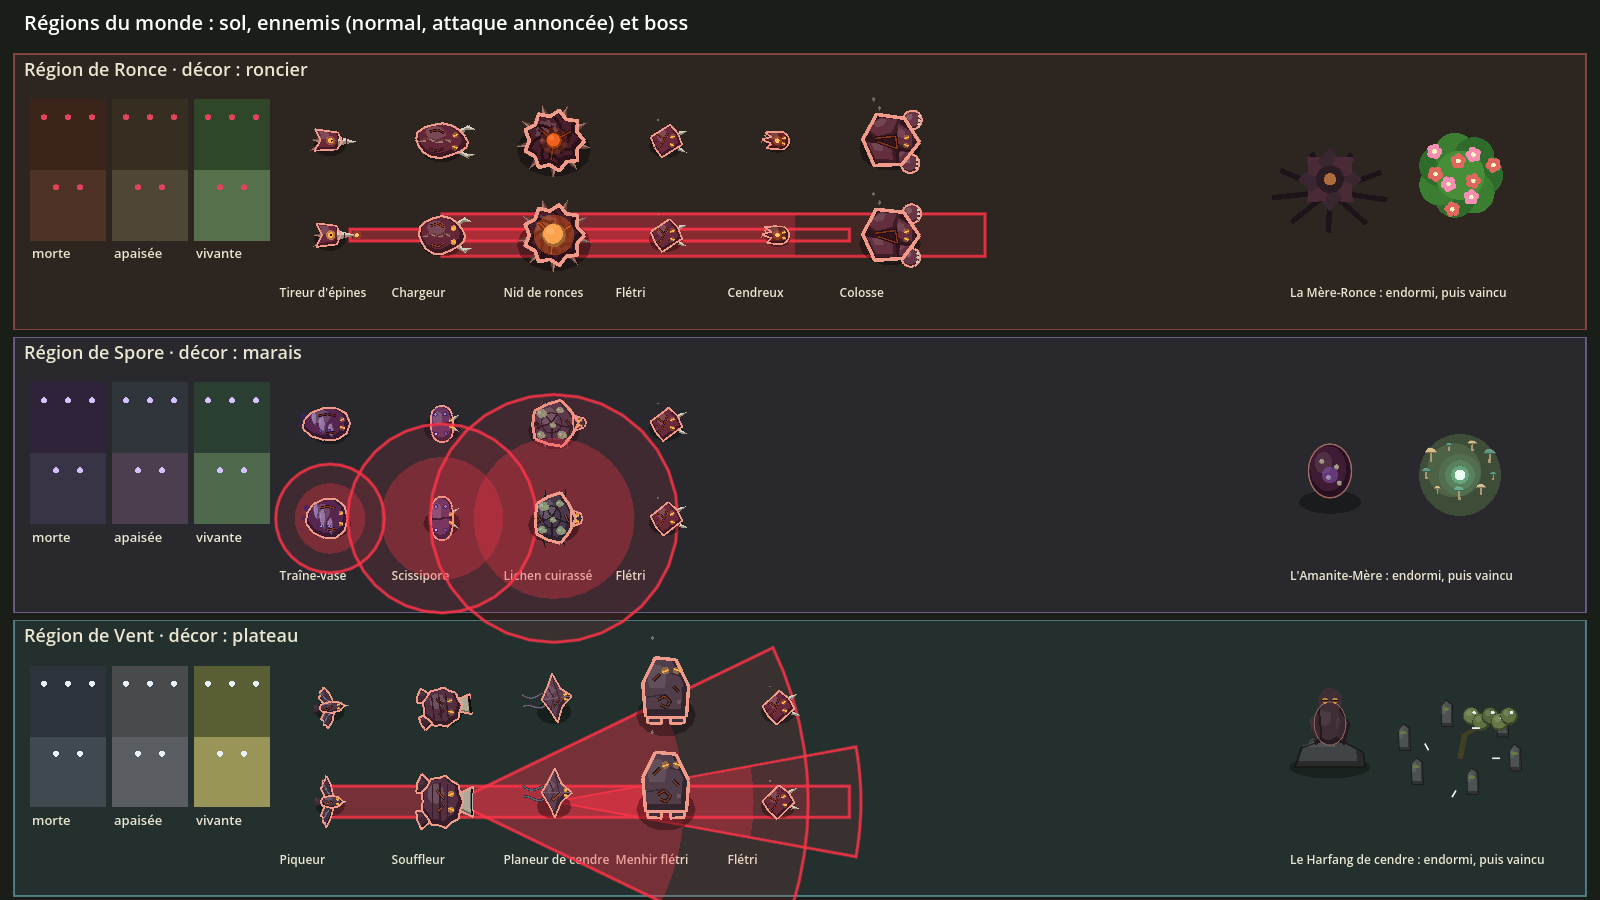 Régions du monde : sol, ennemis (normal, attaque annoncée) et boss
Région de Ronce · décor : roncier
morte apaisée vivante
Tireur d'épines Chargeur Nid de ronces Flétri Cendreux Colosse
La Mère-Ronce : endormi, puis vaincu
Région de Spore · décor : marais
morte apaisée vivante
Traîne-vase Scissipore Lichen cuirassé Flétri
L'Amanite-Mère : endormi, puis vaincu
Région de Vent · décor : plateau
morte apaisée vivante
Piqueur Souffleur Planeur de cendre Menhir flétri Flétri
Le Harfang de cendre : endormi, puis vaincu